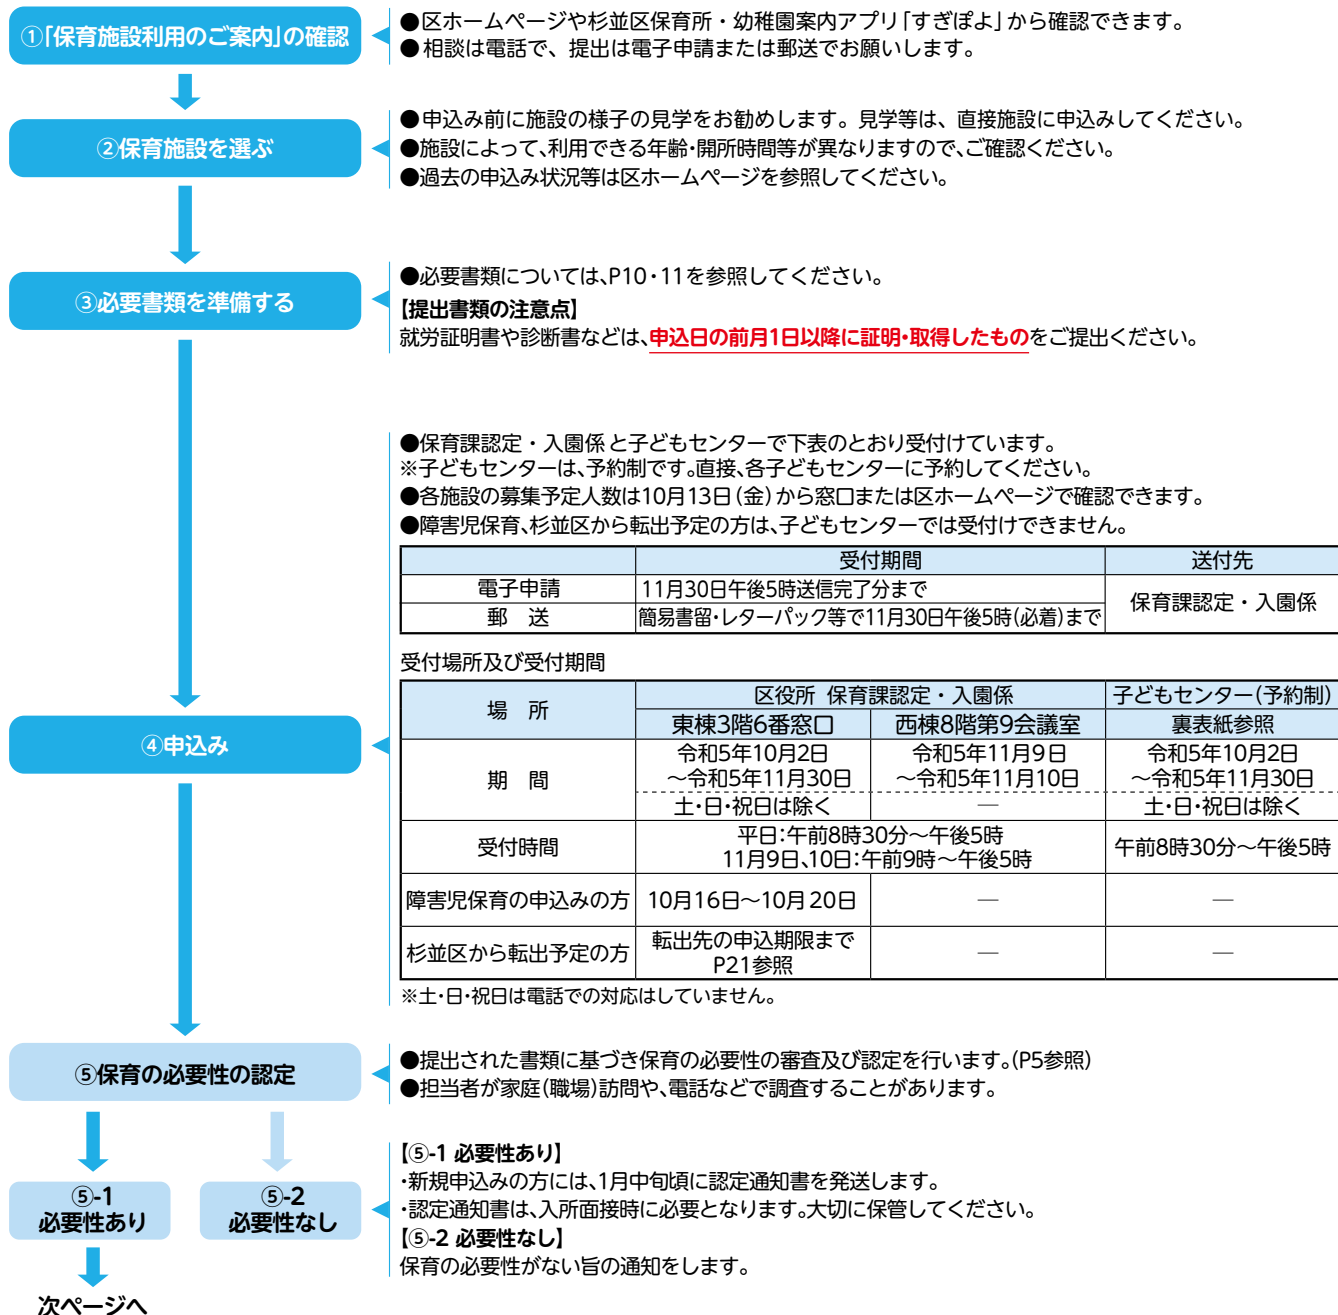 ①「保育施設利用のご案内」の確認
●区ホームページや杉並区保育所・幼稚園案内アプリ「すぎぽよ」から確認できます。
●相談は電話で、提出は電子申請または郵送でお願いします。
②保育施設を選ぶ
●申込み前に施設の様子の見学をお勧めします。見学等は、直接施設に申込みしてください。
●施設によって、利用できる年齢・開所時間等が異なりますので、ご確認ください。
●過去の申込み状況等は区ホームページを参照してください。
③必要書類を準備する
●必要書類については、P10・11を参照してください。
【提出書類の注意点】
就労証明書や診断書などは、申込日の前月1日以降に証明・取得したものをご提出ください。
④申込み
●保育課認定・入園係と子どもセンターで下表のとおり受付けています。
※子どもセンターは、予約制です。直接、各子どもセンターに予約してください。
●各施設の募集予定人数は10月13日(金)から窓口または区ホームページで確認できます。
●障害児保育、杉並区から転出予定の方は、子どもセンターでは受付けできません。
受付期間 送付先
電子申請 11月30日午後5時送信完了分まで 保育課認定・入園係
郵 送 簡易書留・レターパック等で11月30日午後5時(必着)まで
受付場所及び受付期間
場 所 区役所 保育課認定・入園係 子どもセンター(予約制)
東棟3階6番窓口 西棟8階第9会議室 裏表紙参照
期 間 令和5年10月2日 令和5年11月9日 令和5年10月2日
～令和5年11月30日 ～令和5年11月10日 ～令和5年11月30日
土・日・祝日は除く ― 土・日・祝日は除く
受付時間 平日：午前8時30分～午後5時 午前8時30分～午後5時
11月9日、10日：午前9時～午後5時
障害児保育の申込みの方 10月16日～10月20日 ― ―
杉並区から転出予定の方 転出先の申込期限まで ― ―
P21参照
※土・日・祝日は電話での対応はしていません。
⑤保育の必要性の認定
●提出された書類に基づき保育の必要性の審査及び認定を行います。(P5参照)
●担当者が家庭(職場)訪問や、電話などで調査することがあります。
⑤-1
必要性あり
⑤-2
必要性なし
【⑤-1 必要性あり】
・新規申込みの方には、1月中旬頃に認定通知書を発送します。
・認定通知書は、入所面接時に必要となります。大切に保管してください。
【⑤-2 必要性なし】
保育の必要性がない旨の通知をします。
次ページへ